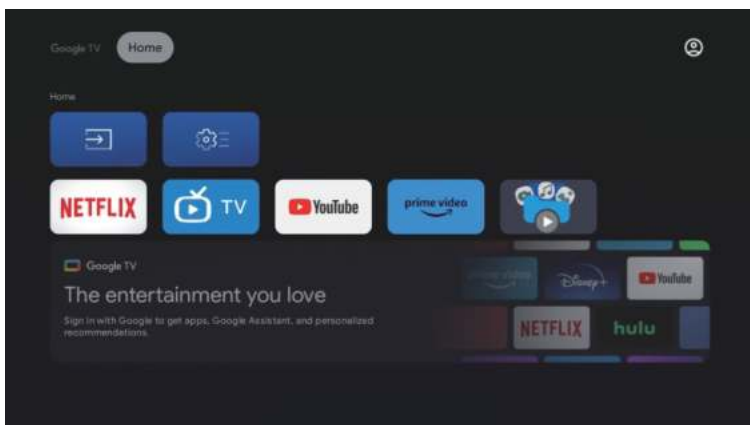 Google TV Home
Home
NETFLIX TV YouTube prime video
Google TV
The entertainment you love
Sign in with Google to get apps, Google Assistant, and personalized
recommendetions.
prime video Disney+ YouTube
NETFLIX hulu